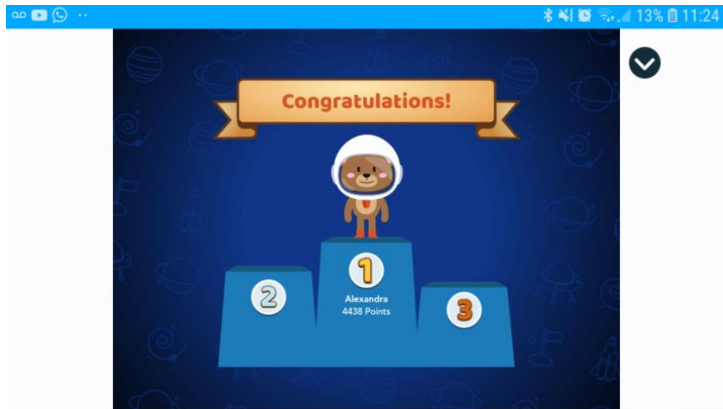 13% 11:24
Congratulations!
1
2
Alexandra
4438 Points
3